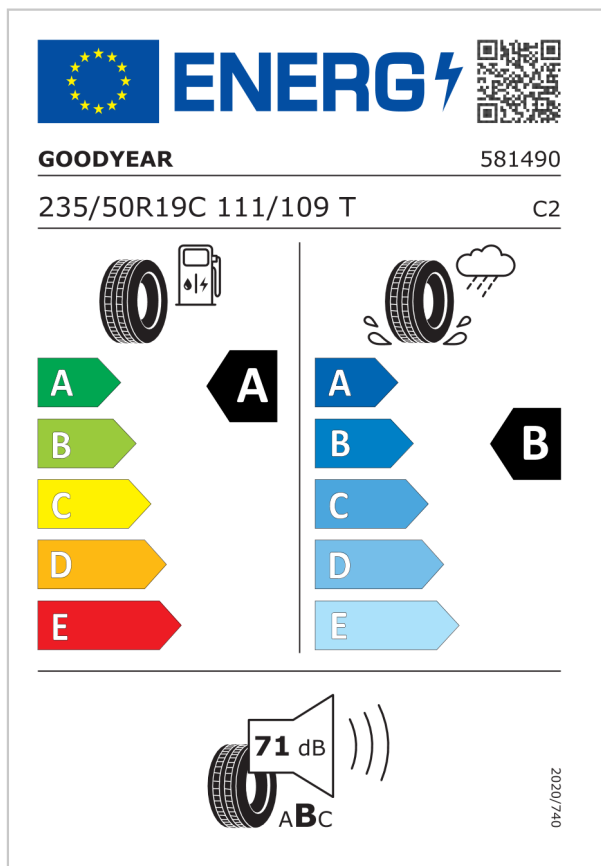 ENERG
GOODYEAR 581490
235/50R19C 111/109 T C2
A A A
B B B
C C
D D
E E
71 dB
ABC
2020/740